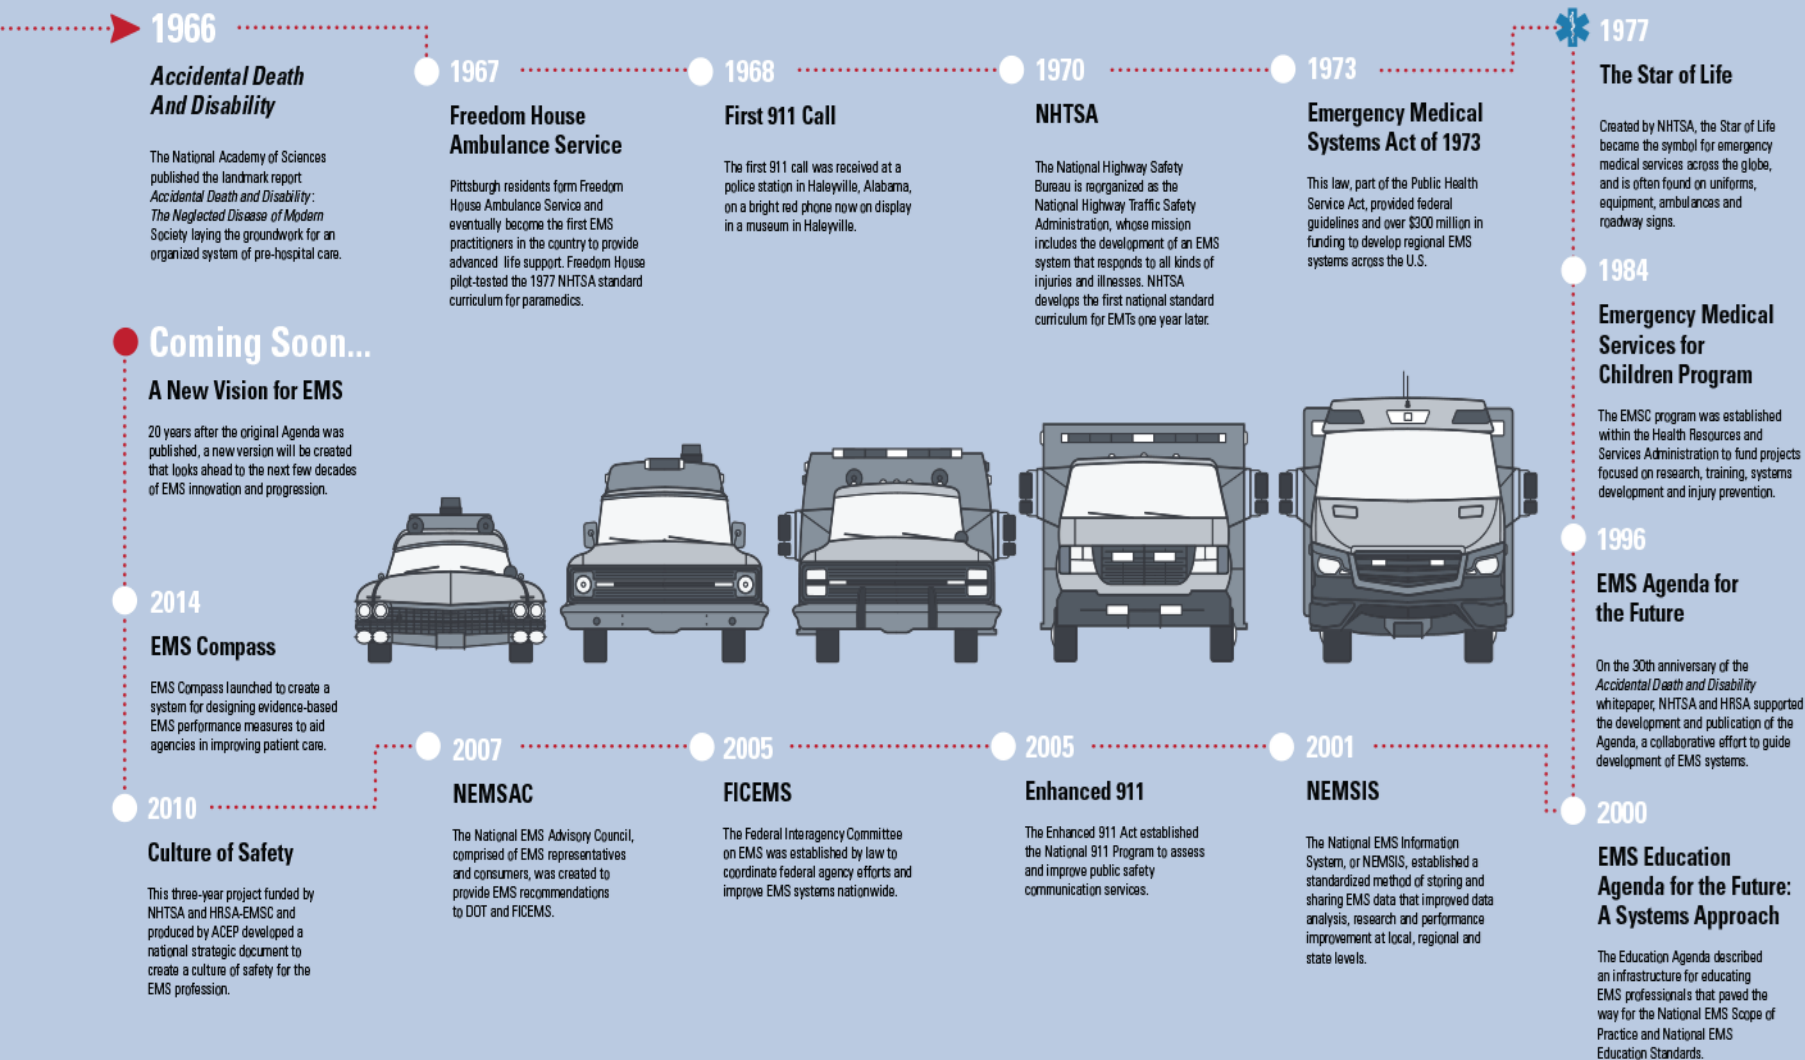 1966
Accidental Death
And Disability
The National Academy of Sciences
published the landmark report
Accidental Death and Disability:
The Neglected Disease of Modern
Society laying the groundwork for an
organized system of pre-hospital care.
1967
Freedom House
Ambulance Service
Pittsburgh residents form Freedom
House Ambulance Service and
eventually become the first EMS
practitioners in the country to provide
advanced life support. Freedom House
pilot-tested the 1977 NHTSA standard
curriculum for paramedics.
1968
First 911 Call
The first 911 call was received at a
police station in Haleyville, Alabama,
on a bright red phone now on display
in a museum in Haleyville.
1970
NHTSA
The National Highway Safety
Bureau is reorganized as the
National Highway Traffic Safety
Administration, whose mission
includes the development of an EMS
system that responds to all kinds of
injuries and illnesses. NHTSA
develops the first national standard
curriculum for EMTs one year later.
1973
Emergency Medical
Systems Act of 1973
This law, part of the Public Health
Service Act, provided federal
guidelines and over $300 million in
funding to develop regional EMS
systems across the U.S.
1977
The Star of Life
Created by NHTSA, the Star of Life
became the symbol for emergency
medical services across the globe,
and is often found on uniforms,
equipment, ambulances and
roadway signs.
1984
Emergency Medical
Services for
Children Program
The EMSC program was established
within the Health Resources and
Services Administration to fund projects
focused on research, training, systems
development and injury prevention.
1996
EMS Agenda for
the Future
On the 30th anniversary of the
Accidental Death and Disability
whitepaper, NHTSA and HRSA supported
the development and publication of the
Agenda, a collaborative effort to guide
development of EMS systems.
2000
EMS Education
Agenda for the Future:
A Systems Approach
The Education Agenda described
an infrastructure for educating
EMS professionals that paved the
way for the National EMS Scope of
Practice and National EMS
Education Standards.
2001
NEMSIS
The National EMS Information
System, or NEMSIS, established a
standardized method of storing and
sharing EMS data that improved data
analysis, research and performance
improvement at local, regional and
state levels.
2005
Enhanced 911
The Enhanced 911 Act established
the National 911 Program to assess
and improve public safety
communication services.
2005
FICEMS
The Federal Interagency Committee
on EMS was established by law to
coordinate federal agency efforts and
improve EMS systems nationwide.
2007
NEMSAC
The National EMS Advisory Council,
comprised of EMS representatives
and consumers, was created to
provide EMS recommendations
to DOT and FICEMS.
2010
Culture of Safety
This three-year project funded by
NHTSA and HRSA-EMSC and
produced by ACEP developed a
national strategic document to
create a culture of safety for the
EMS profession.
2014
EMS Compass
EMS Compass launched to create a
system for designing evidence-based
EMS performance measures to aid
agencies in improving patient care.
Coming Soon...
A New Vision for EMS
20 years after the original Agenda was
published, a new version will be created
that looks ahead to the next few decades
of EMS innovation and progression.